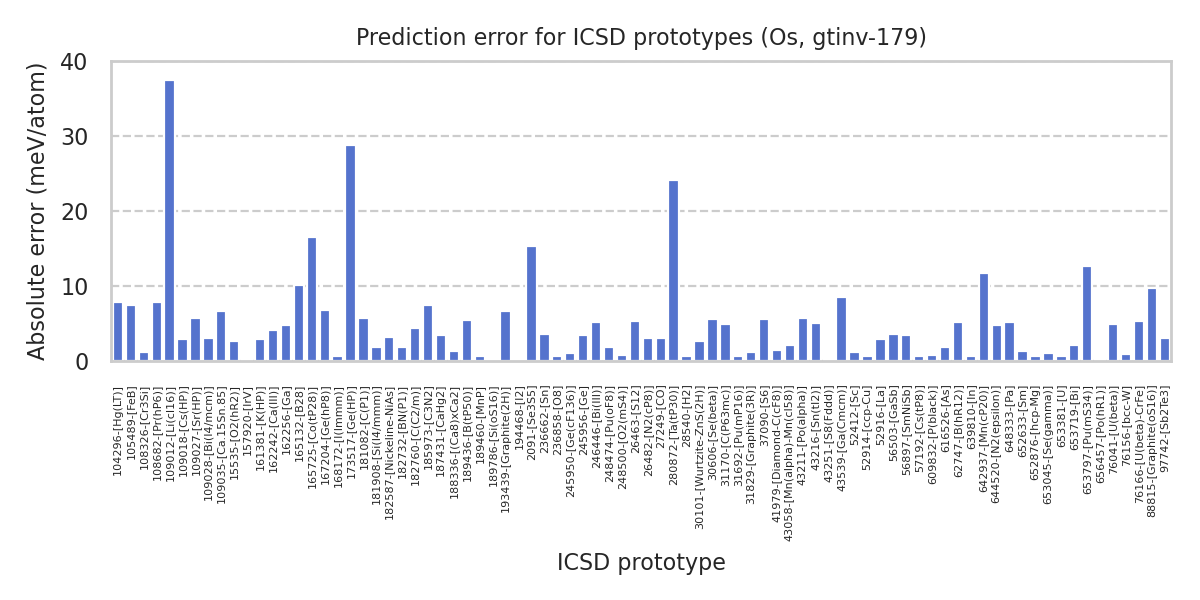 Prediction error for ICSD prototypes (Os, gtinv-179)
Absolute error (meV/atom)
40
30
20
10
0
104296-[Hg(LT)]
105489-[FeB]
108326-[Cr3Si]
108682-[Pr(hP6)]
109012-[Li(cI16)]
109018-[Cs(HP)]
109027-[Sr(HP)]
109028-[Bi(I4/mcm)]
109035-[Ca.15Sn.85]
15535-[O2(hR2)]
157920-[IrV]
161381-[K(HP)]
162242-[Ca(III)]
162256-[Ga]
165132-[B28]
165725-[Co(tP28)]
167204-[Ge(hP8)]
168172-[I(Immm)]
173517-[Ge(HP)]
181082-[C(P1)]
181908-[Si(I4/mmm)]
182587-[Nickeline-NiAs]
182732-[BN(P1)]
182760-[C(C2/m)]
185973-[C3N2]
187431-[CaHg2]
188336-[(Ca8)xCa2]
189436-[B(tP50)]
189460-[MnP]
189786-[Si(oS16)]
193439-[Graphite(2H)]
194468-[I2]
2091-[Se3S5]
236662-[Sn]
236858-[O8]
245950-[Ge(cF136)]
245956-[Ge]
246446-[Bi(III)]
248474-[Pu(oF8)]
248500-[O2(mS4)]
26463-[S12]
26482-[N2(cP8)]
27249-[CO]
280872-[Ta(tP30)]
28540-[H2]
30101-[Wurtzite-ZnS(2H)]
30606-[Se(beta)]
31170-[C(P63mc)]
31692-[Pu(mP16)]
31829-[Graphite(3R)]
37090-[S6]
41979-[Diamond-C(cF8)]
43058-[Mn(alpha)-Mn(cI58)]
43211-[Po(alpha)]
43216-[Sn(tI2)]
43251-[S8(Fddd)]
43539-[Ga(Cmcm)]
52412-[Sc]
52914-[ccp-Cu]
52916-[La]
56503-[GaSb]
56897-[SmNiSb]
57192-[Cs(tP8)]
609832-[P(black)]
616526-[As]
62747-[B(hR12)]
639810-[In]
642937-[Mn(cP20)]
644520-[N2(epsilon)]
648333-[Pa]
652633-[Sm]
652876-[hcp-Mg]
653045-[Se(gamma)]
653381-[U]
653719-[Bi]
653797-[Pu(mS34)]
656457-[Po(hR1)]
76041-[U(beta)]
76156-[bcc-W]
76166-[U(beta)-CrFe]
88815-[Graphite(oS16)]
97742-[Sb2Te3]
ICSD prototype